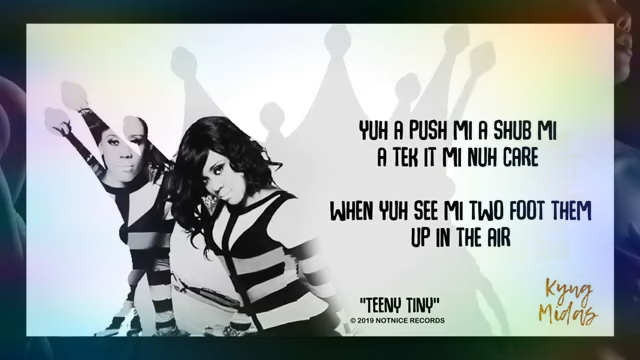 YUH A PUSH MI A SHUB MI
A TEK IT MI NUH CARE
WHEN YUH SEE MI TWO FOOT THEM
UP IN THE AIR
"TEENY TINY"
© 2019 NOTNICE RECORDS
Kyng
Midas